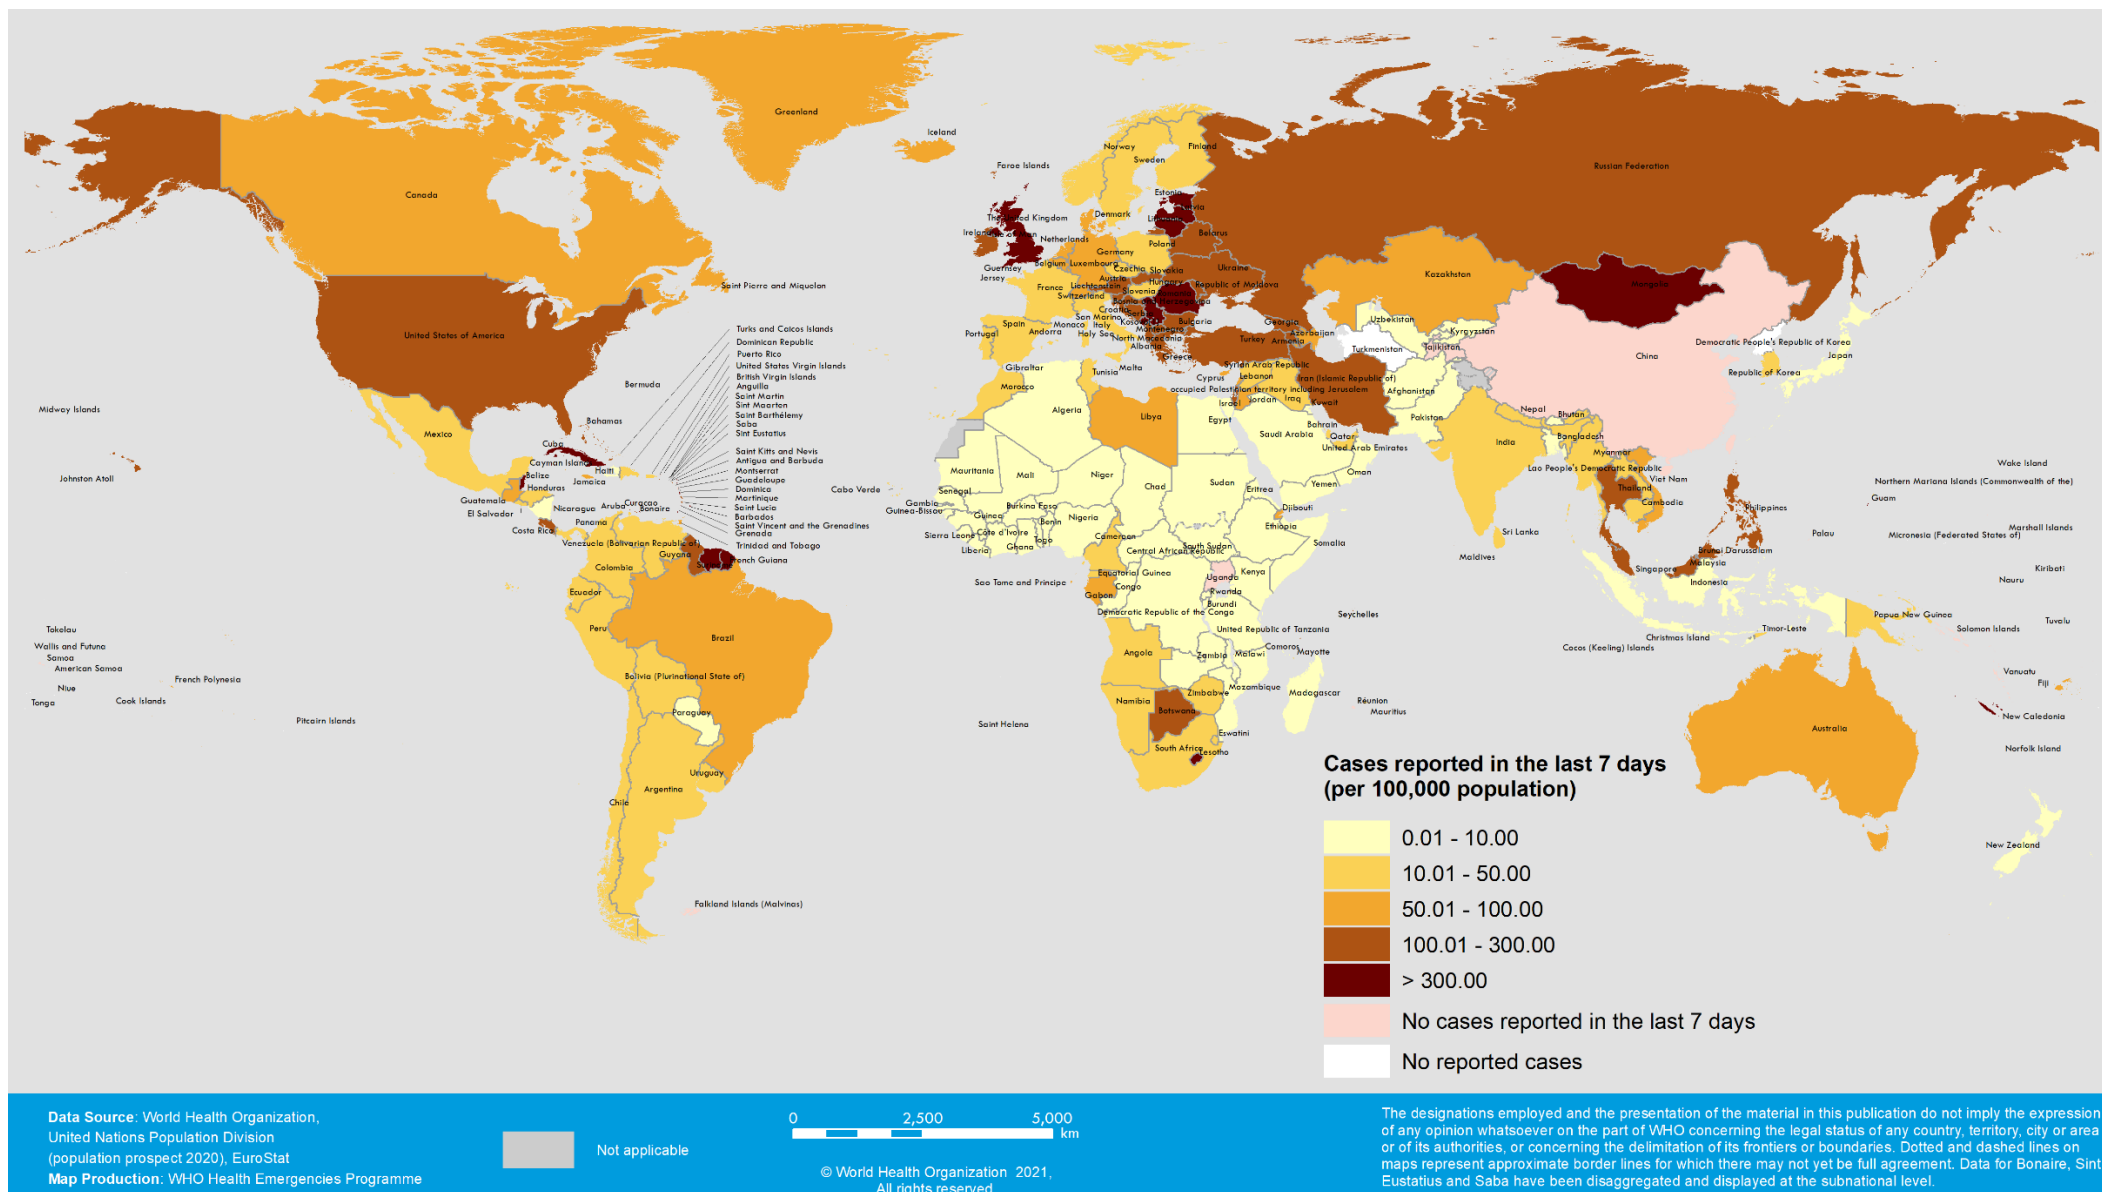 Greenland
Iceland
Faroe Islands
Norway
Sweden
Finland
Russian Federation
Canada
Estonia
Denmark
Ireland
Netherlands
Belarus
Poland
Germany
Guernsey
Jersey
Belgium
Luxembourg
Czechia
Slovakia
Ukraine
Kazakhstan
Mongolia
Austria
Hungary
Republic of Moldova
Liechtenstein
France
Switzerland
Slovenia
Saint Pierre and Miquelon
Croatia
San Marino
Spain
Monaco
Italy
Bulgaria
Georgia
Uzbekistan
Portugal
Andorra
Holy See
Montenegro
North Macedonia
Albania
Azerbaijan
Kyrgyzstan
United States of America
Turkey
Armenia
Turkmenistan
Tajikistan
Democratic People's Republic of Korea
Japan
China
Greece
Republic of Korea
Turks and Caicos Islands
Dominican Republic
Puerto Rico
United States Virgin Islands
British Virgin Islands
Anguilla
Saint Martin
Sint Maarten
Saint Barthélemy
Saba
Sint Eustatius
Bermuda
Gibraltar
Tunisia
Malta
Cyprus
Syrian Arab Republic
Lebanon
Iran (Islamic Republic of)
occupied Palestinian territory including Jerusalem
Afghanistan
Morocco
Israel
Jordan
Iraq
Kuwait
Midway Islands
Algeria
Libya
Egypt
Pakistan
Nepal
Bhutan
Bahamas
Bahrain
Saudi Arabia
Qatar
Mexico
United Arab Emirates
India
Bangladesh
Cuba
Saint Kitts and Nevis
Antigua and Barbuda
Myanmar
Cayman Islands
Haiti
Montserrat
Wake Island
Lao People's Democratic Republic
Belize
Jamaica
Guadeloupe
Mauritania
Mali
Niger
Oman
Viet Nam
Johnston Atoll
Honduras
Dominica
Cabo Verde
Chad
Sudan
Eritrea
Yemen
Thailand
Northern Mariana Islands (Commonwealth of the)
Guatemala
Martinique
Senegal
Guam
El Salvador
Nicaragua
Aruba
Curacao
Bonaire
Saint Lucia
Gambia
Guinea-Bissau
Burkina Faso
Djibouti
Cambodia
Philippines
Barbados
Guinea
Nigeria
Benin
Panama
Saint Vincent and the Grenadines
Ethiopia
Marshall Islands
Costa Rica
Grenada
Sierra Leone
Côte d'Ivoire
Togo
Cameroon
Sri Lanka
Palau
Micronesia (Federated States of)
Venezuela (Bolivarian Republic of)
Trinidad and Tobago
Liberia
Ghana
Central African Republic
South Sudan
Somalia
Brunei Darussalam
Guyana
Maldives
Malaysia
Colombia
Singapore
Kiribati
Equatorial Guinea
Uganda
Kenya
Indonesia
Nauru
Sao Tome and Principe
Congo
Ecuador
Gabon
Rwanda
Burundi
Democratic Republic of the Congo
Seychelles
Papua New Guinea
Tuvalu
Tokelau
Peru
Brazil
United Republic of Tanzania
Christmas Island
Timor-Leste
Solomon Islands
Wallis and Futuna
Samoa
American Samoa
Angola
Zambia
Malawi
Comoros
Mayotte
Cocos (Keeling) Islands
French Polynesia
Bolivia (Plurinational State of)
Vanuatu
Fiji
Niue
Tonga
Cook Islands
Namibia
Botswana
Zimbabwe
Mozambique
Madagascar
Réunion
Mauritius
Pitcairn Islands
Paraguay
Saint Helena
New Caledonia
Australia
Eswatini
South Africa
Lesotho
Norfolk Island
Uruguay
Argentina
Chile
New Zealand
Falkland Islands (Malvinas)
Cases reported in the last 7 days
(per 100,000 population)
0.01 - 10.00
10.01 - 50.00
50.01 - 100.00
100.01 - 300.00
> 300.00
No cases reported in the last 7 days
No reported cases
Data Source: World Health Organization,
United Nations Population Division
(population prospect 2020), EuroStat
Map Production: WHO Health Emergencies Programme
Not applicable
0 2,500 5,000
km
© World Health Organization 2021,
All rights reserved
The designations employed and the presentation of the material in this publication do not imply the expression
of any opinion whatsoever on the part of WHO concerning the legal status of any country, territory, city or area
or of its authorities, or concerning the delimitation of its frontiers or boundaries. Dotted and dashed lines on
maps represent approximate border lines for which there may not yet be full agreement. Data for Bonaire, Sint
Eustatius and Saba have been disaggregated and displayed at the subnational level.